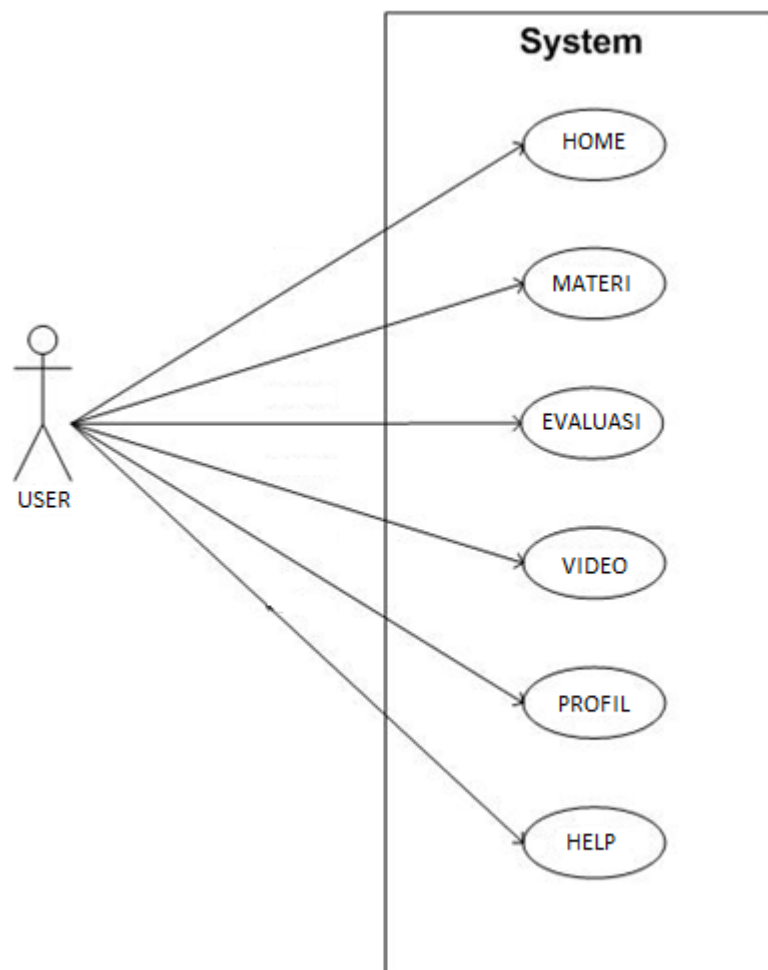 System
HOME
MATERI
EVALUASI
USER
VIDEO
PROFIL
HELP